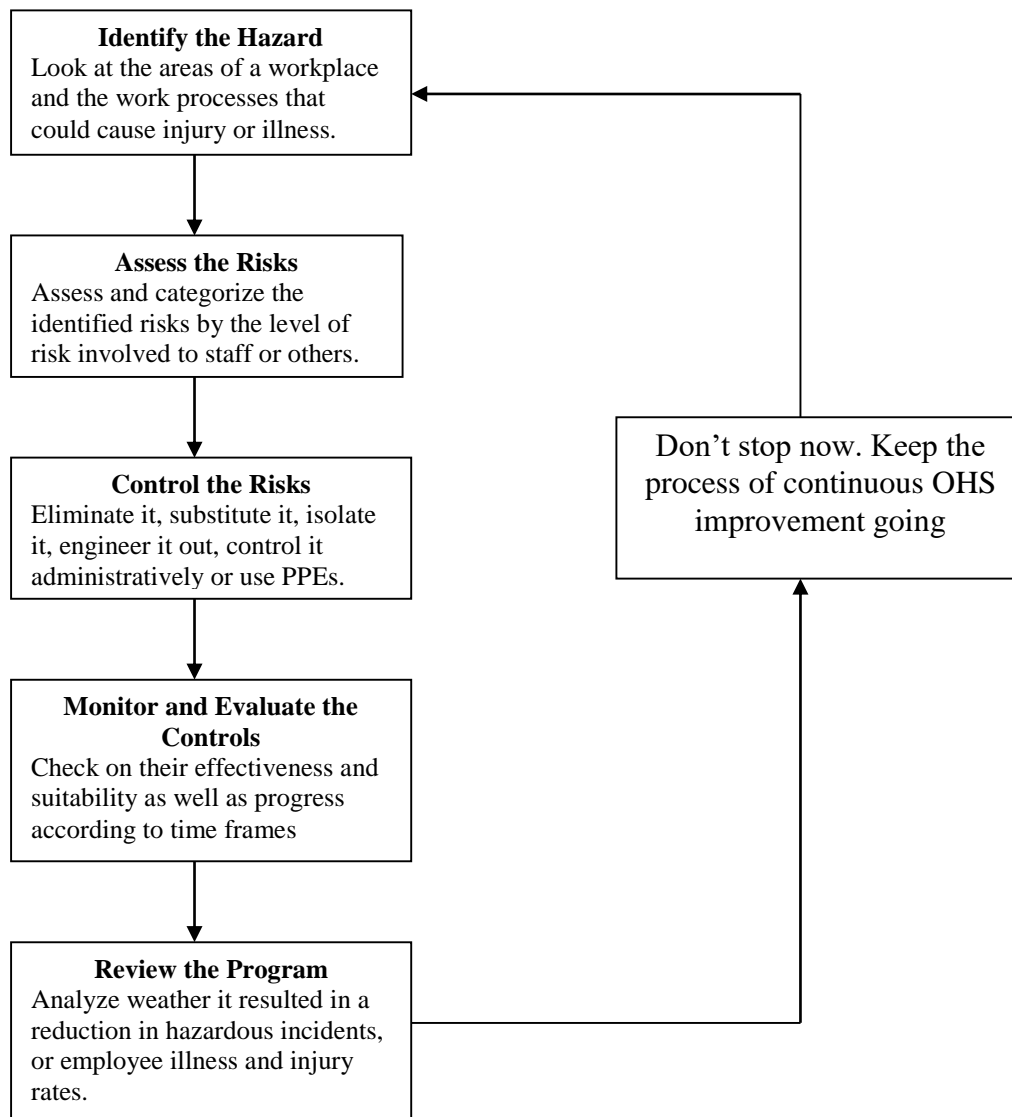 Identify the Hazard
Look at the areas of a workplace
and the work processes that
could cause injury or illness.
Assess the Risks
Assess and categorize the
identified risks by the level of
risk involved to staff or others.
Control the Risks
Eliminate it, substitute it, isolate
it, engineer it out, control it
administratively or use PPEs.
Monitor and Evaluate the
Controls
Check on their effectiveness and
suitability as well as progress
according to time frames
Review the Program
Analyze weather it resulted in a
reduction in hazardous incidents,
or employee illness and injury
rates.
Don’t stop now. Keep the
process of continuous OHS
improvement going